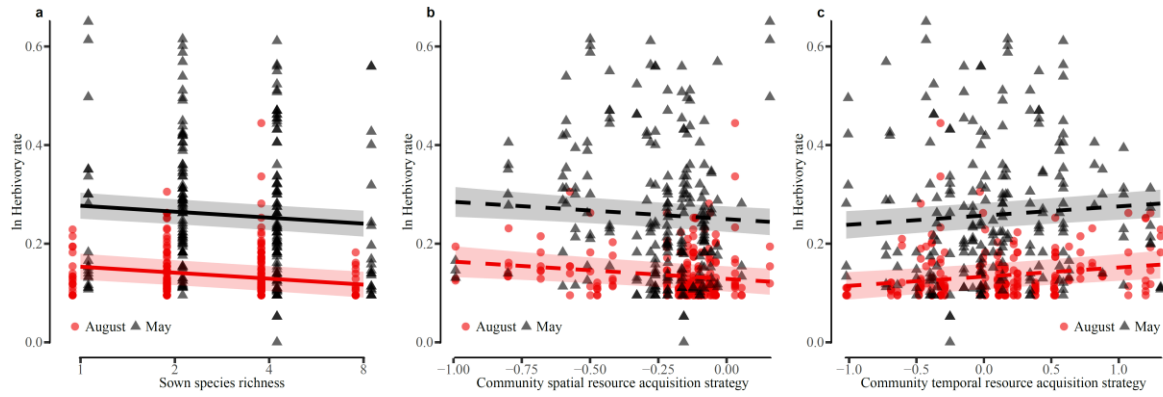 a
ln Herbivory rate
0.6
0.4
0.2
0.0
August May
1 2 4 8
Sown species richness
b
ln Herbivory rate
0.6
0.4
0.2
0.0
August May
−1.00 −0.75 −0.50 −0.25 0.00
Community spatial resource acquisition strategy
c
ln Herbivory rate
0.6
0.4
0.2
0.0
August May
−1.0 −0.5 0.0 0.5 1.0
Community temporal resource acquisition strategy